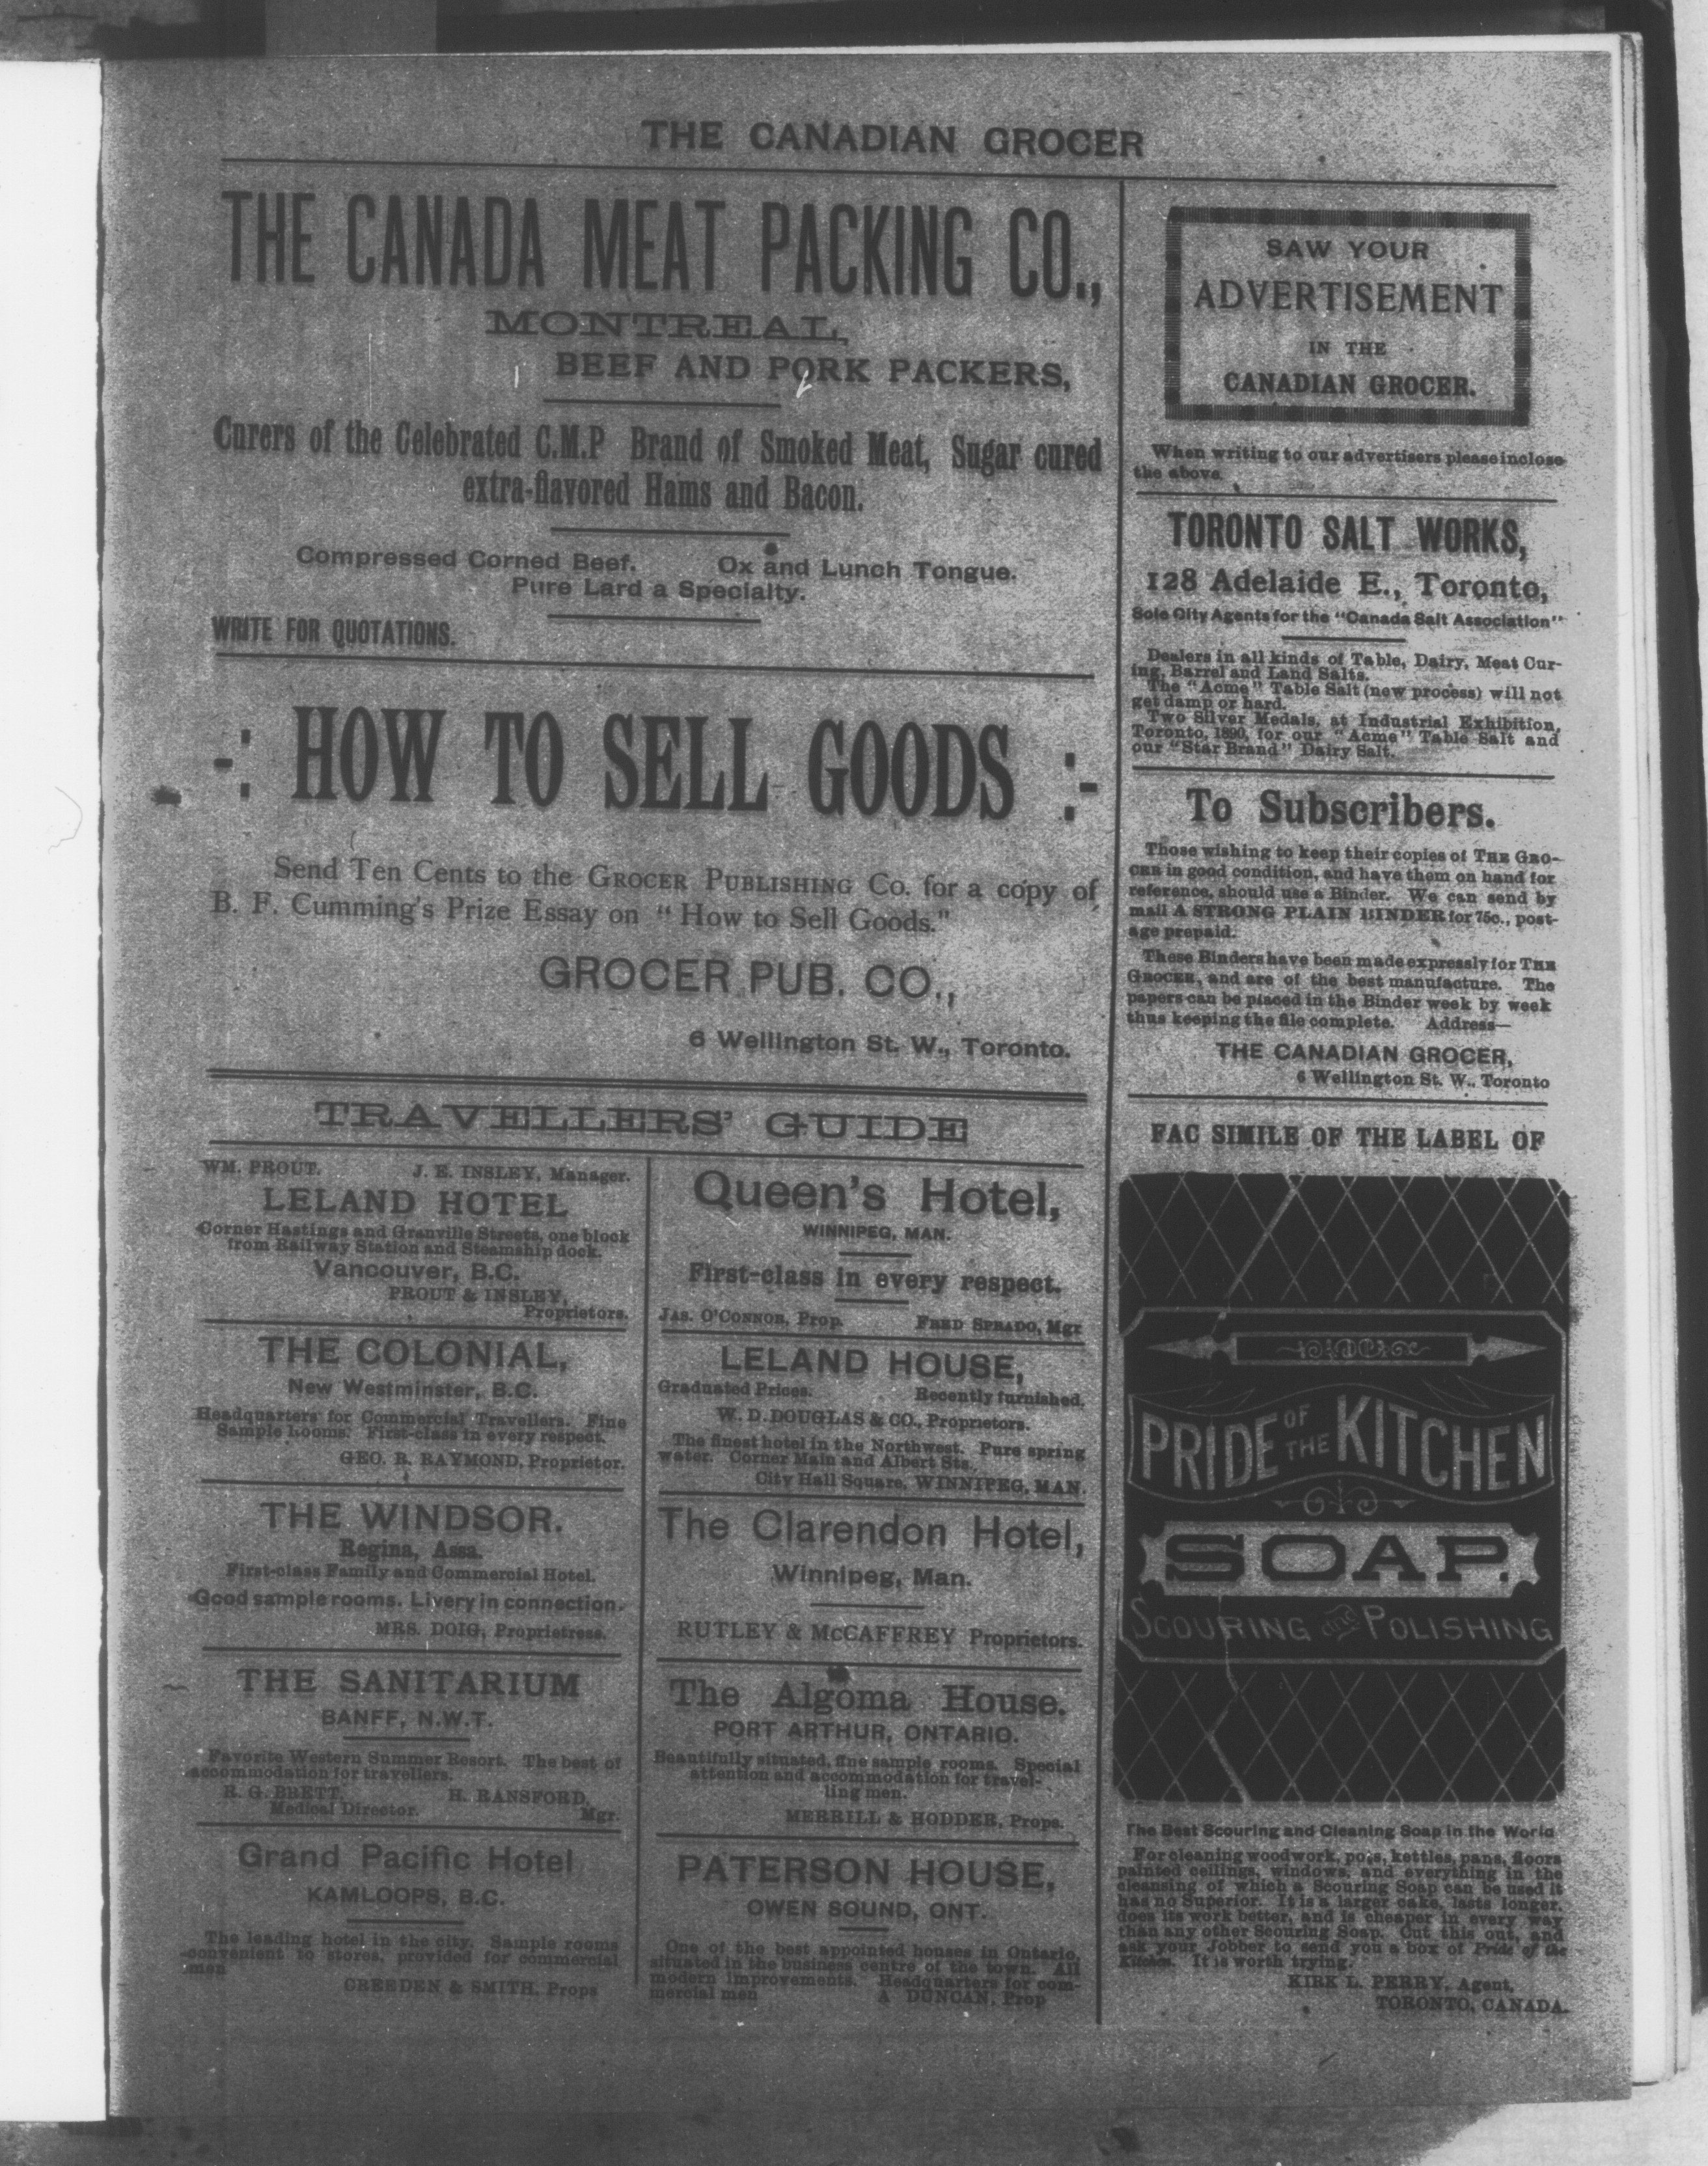 THE CANADIAN GROCER
THE CANADA MEAT PACKING CO.,
MONTREAL,
BEEF AND PORK PACKERS,
Curers of the Celebrated C.M.P Brand of Smoked Meat, Sugar cured
extra-flavored Hams and Bacon.
Compressed Corned Beef. Ox and Lunch Tongue.
Pure Lard a Specialty.
WRITE FOR QUOTATIONS.
-: HOW TO SELL GOODS :-
Send Ten Cents to the GROCER PUBLISHING Co. for a copy of
B. F. Cumming's Prize Essay on "How to Sell Goods."
GROCER PUB. CO.,
6 Wellington St. W., Toronto.
TRAVELLERS' GUIDE
WM. PROUT. J. E. INSLEY, Manager.
LELAND HOTEL
Corner Hastings and Granville Streets, one block
from Railway Station and Steamship dock.
Vancouver, B.C.
PROUT & INSLEY,
Proprietors.
THE COLONIAL,
New Westminster, B.C.
Headquarters for Commercial Travellers. Fine
Sample Rooms. First-class in every respect.
GEO. R. RAYMOND, Proprietor.
THE WINDSOR.
Regina, Assa.
First-class Family and Commercial Hotel.
Good sample rooms. Livery in connection.
MRS. DOIG, Proprietress.
THE SANITARIUM
BANFF, N.W.T.
Favorite Western Summer Resort. The best of
accommodation for travellers.
R. G. BRETT, H. RANSFORD,
Medical Director. Mgr.
Grand Pacific Hotel
KAMLOOPS, B.C.
The leading hotel in the city. Sample rooms
convenient to stores, provided for commercial
men
GREEDEN & SMITH, Props
Queen's Hotel,
WINNIPEG, MAN.
First-class in every respect.
JAS. O'CONNOR, Prop. FRED SPRADO, Mgr
LELAND HOUSE,
Graduated Prices. Recently furnished.
W. D. DOUGLAS & CO., Proprietors.
The finest hotel in the Northwest. Pure spring
water. Corner Main and Albert Sts.,
City Hall Square, WINNIPEG, MAN.
The Clarendon Hotel,
Winnipeg, Man.
RUTLEY & McCAFFREY Proprietors.
The Algoma House.
PORT ARTHUR, ONTARIO.
Beautifully situated, fine sample rooms. Special
attention and accommodation for travel-
ling men.
MERRILL & HODDER, Props.
PATERSON HOUSE,
OWEN SOUND, ONT.
One of the best appointed houses in Ontario,
situated in the business centre of the town. All
modern improvements. Headquarters for com-
mercial men A DUNCAN, Prop
SAW YOUR
ADVERTISEMENT
IN THE
CANADIAN GROCER.
When writing to our advertisers please inclose
the above.
TORONTO SALT WORKS,
128 Adelaide E., Toronto,
Sole City Agents for the "Canada Salt Association"
Dealers in all kinds of Table, Dairy, Meat Cur-
ing, Barrel and Land Salts.
The "Acme" Table Salt (new process) will not
get damp or hard.
Two Silver Medals, at Industrial Exhibition,
Toronto, 1890, for our "Acme" Table Salt and
our "Star Brand" Dairy Salt.
To Subscribers.
Those wishing to keep their copies of THE GRO-
CER in good condition, and have them on hand for
reference, should use a Binder. We can send by
mail A STRONG PLAIN BINDER for 75c., post-
age prepaid.
These Binders have been made expressly for THE
GROCER, and are of the best manufacture. The
papers can be placed in the Binder week by week
thus keeping the file complete. Address—
THE CANADIAN GROCER,
6 Wellington St. W., Toronto
FAC SIMILE OF THE LABEL OF
PRIDE OF THE KITCHEN
SOAP.
SCOURING and POLISHING
The Best Scouring and Cleaning Soap in the World
For cleaning woodwork, pots, kettles, pans, floors
painted ceilings, windows, and everything in the
cleansing of which a Scouring Soap can be used it
has no Superior. It is a larger cake, lasts longer,
does its work better, and is cheaper in every way
than any other Scouring Soap. Cut this out, and
ask your Jobber to send you a box of Pride of the
Kitchen. It is worth trying.
KIRK L. PERRY, Agent,
TORONTO, CANADA.